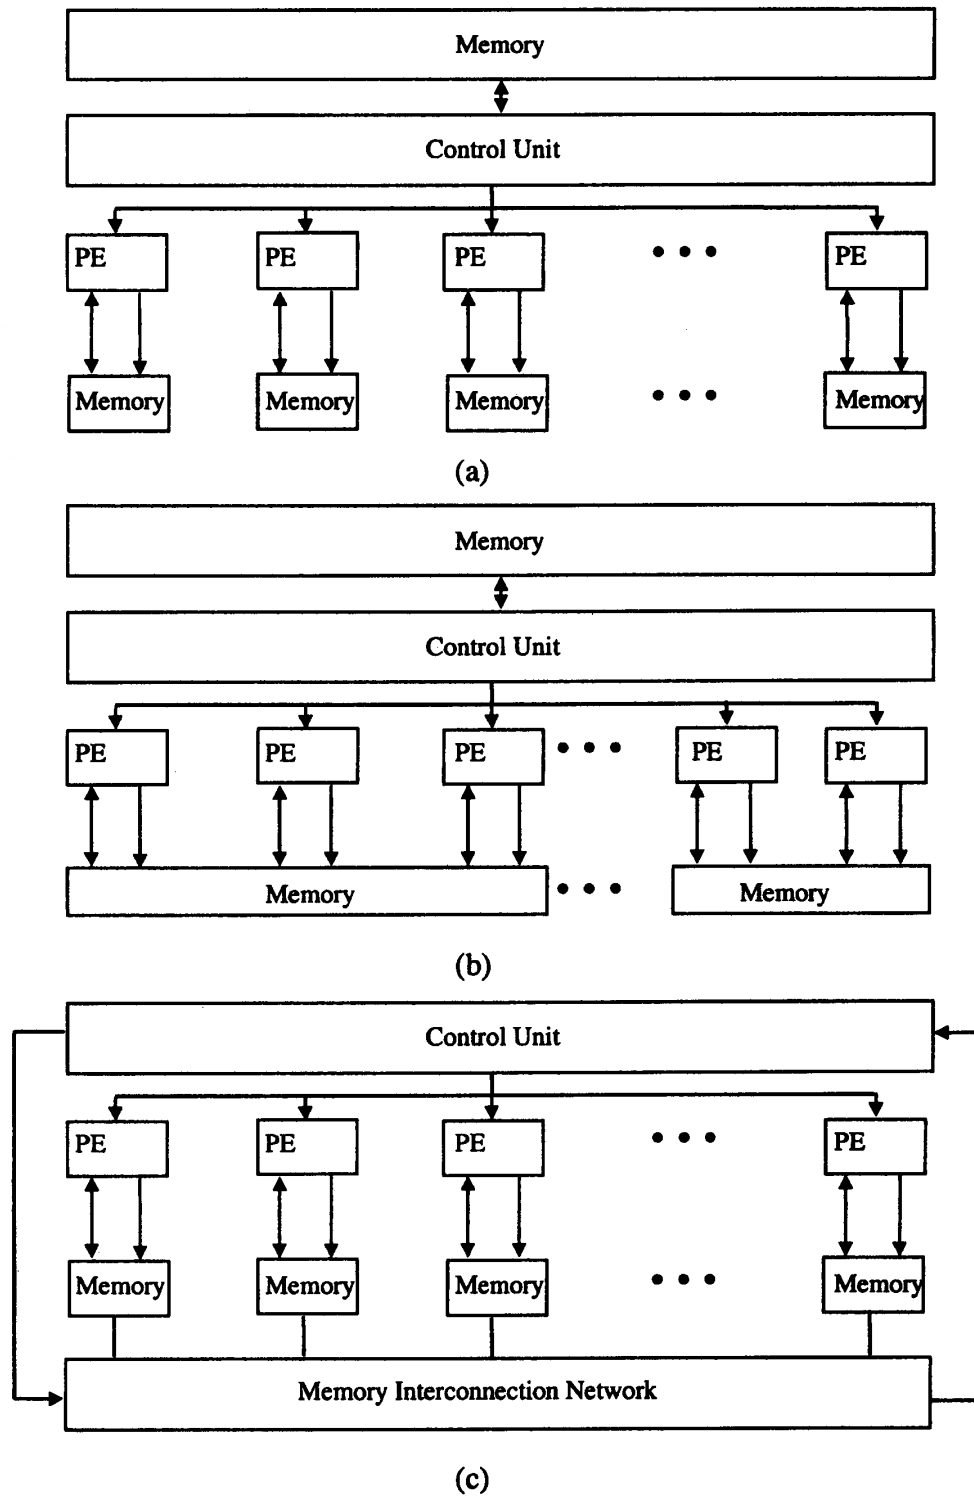 Memory
Control Unit
PE PE PE PE
Memory Memory Memory Memory
(a)
Memory
Control Unit
PE PE PE PE PE
Memory Memory
(b)
Control Unit
PE PE PE PE
Memory Memory Memory Memory
Memory Interconnection Network
(c)